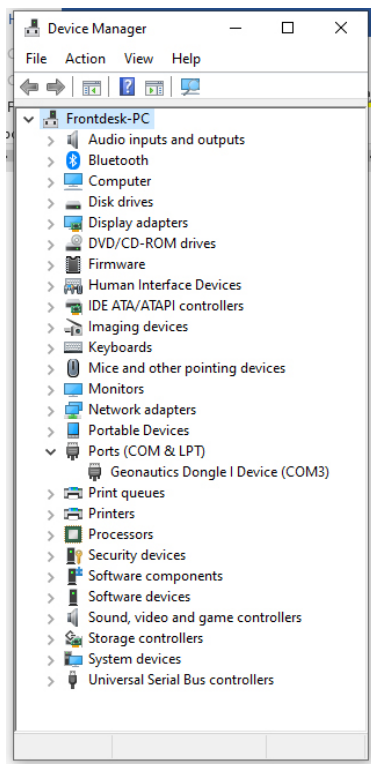 Device Manager
File Action View Help
Frontdesk-PC
Audio inputs and outputs
Bluetooth
Computer
Disk drives
Display adapters
DVD/CD-ROM drives
Firmware
Human Interface Devices
IDE ATA/ATAPI controllers
Imaging devices
Keyboards
Mice and other pointing devices
Monitors
Network adapters
Portable Devices
Ports (COM & LPT)
Geonautics Dongle I Device (COM3)
Print queues
Printers
Processors
Security devices
Software components
Software devices
Sound, video and game controllers
Storage controllers
System devices
Universal Serial Bus controllers